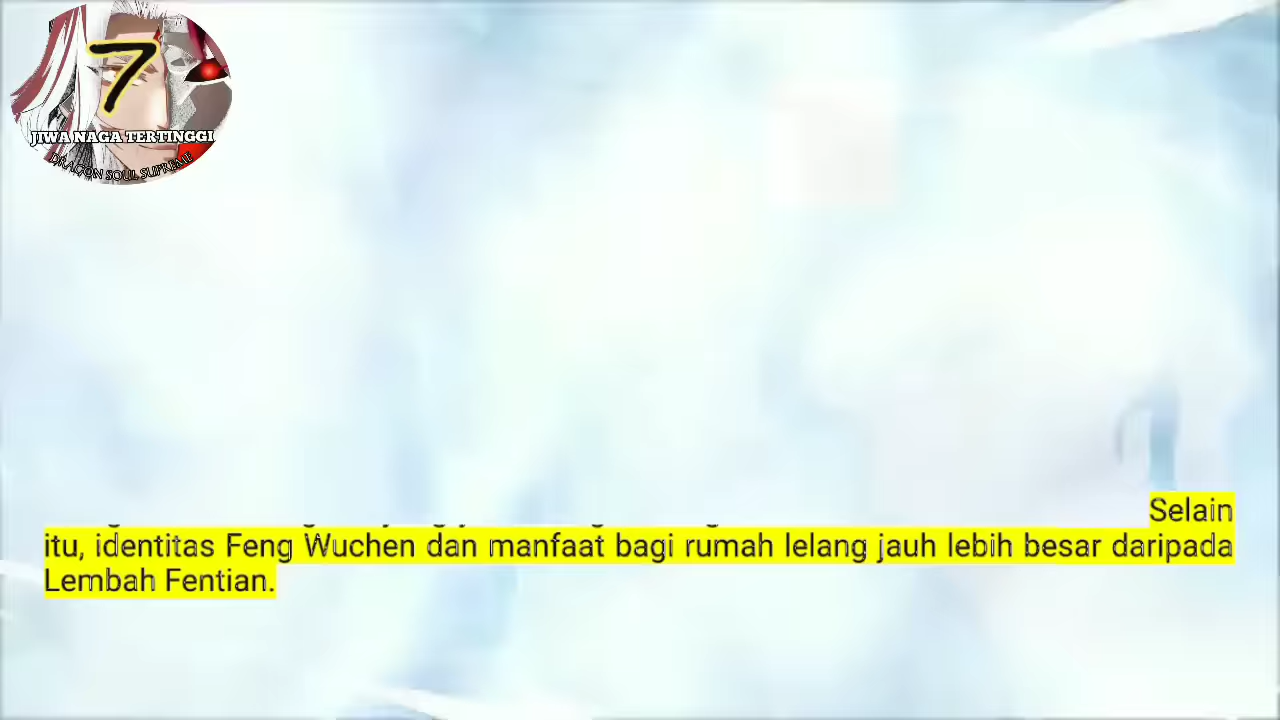 7
JIWA NAGA TERTINGGI
DRAGON SOUL SUPREME
Selain
itu, identitas Feng Wuchen dan manfaat bagi rumah lelang jauh lebih besar daripada
Lembah Fentian.